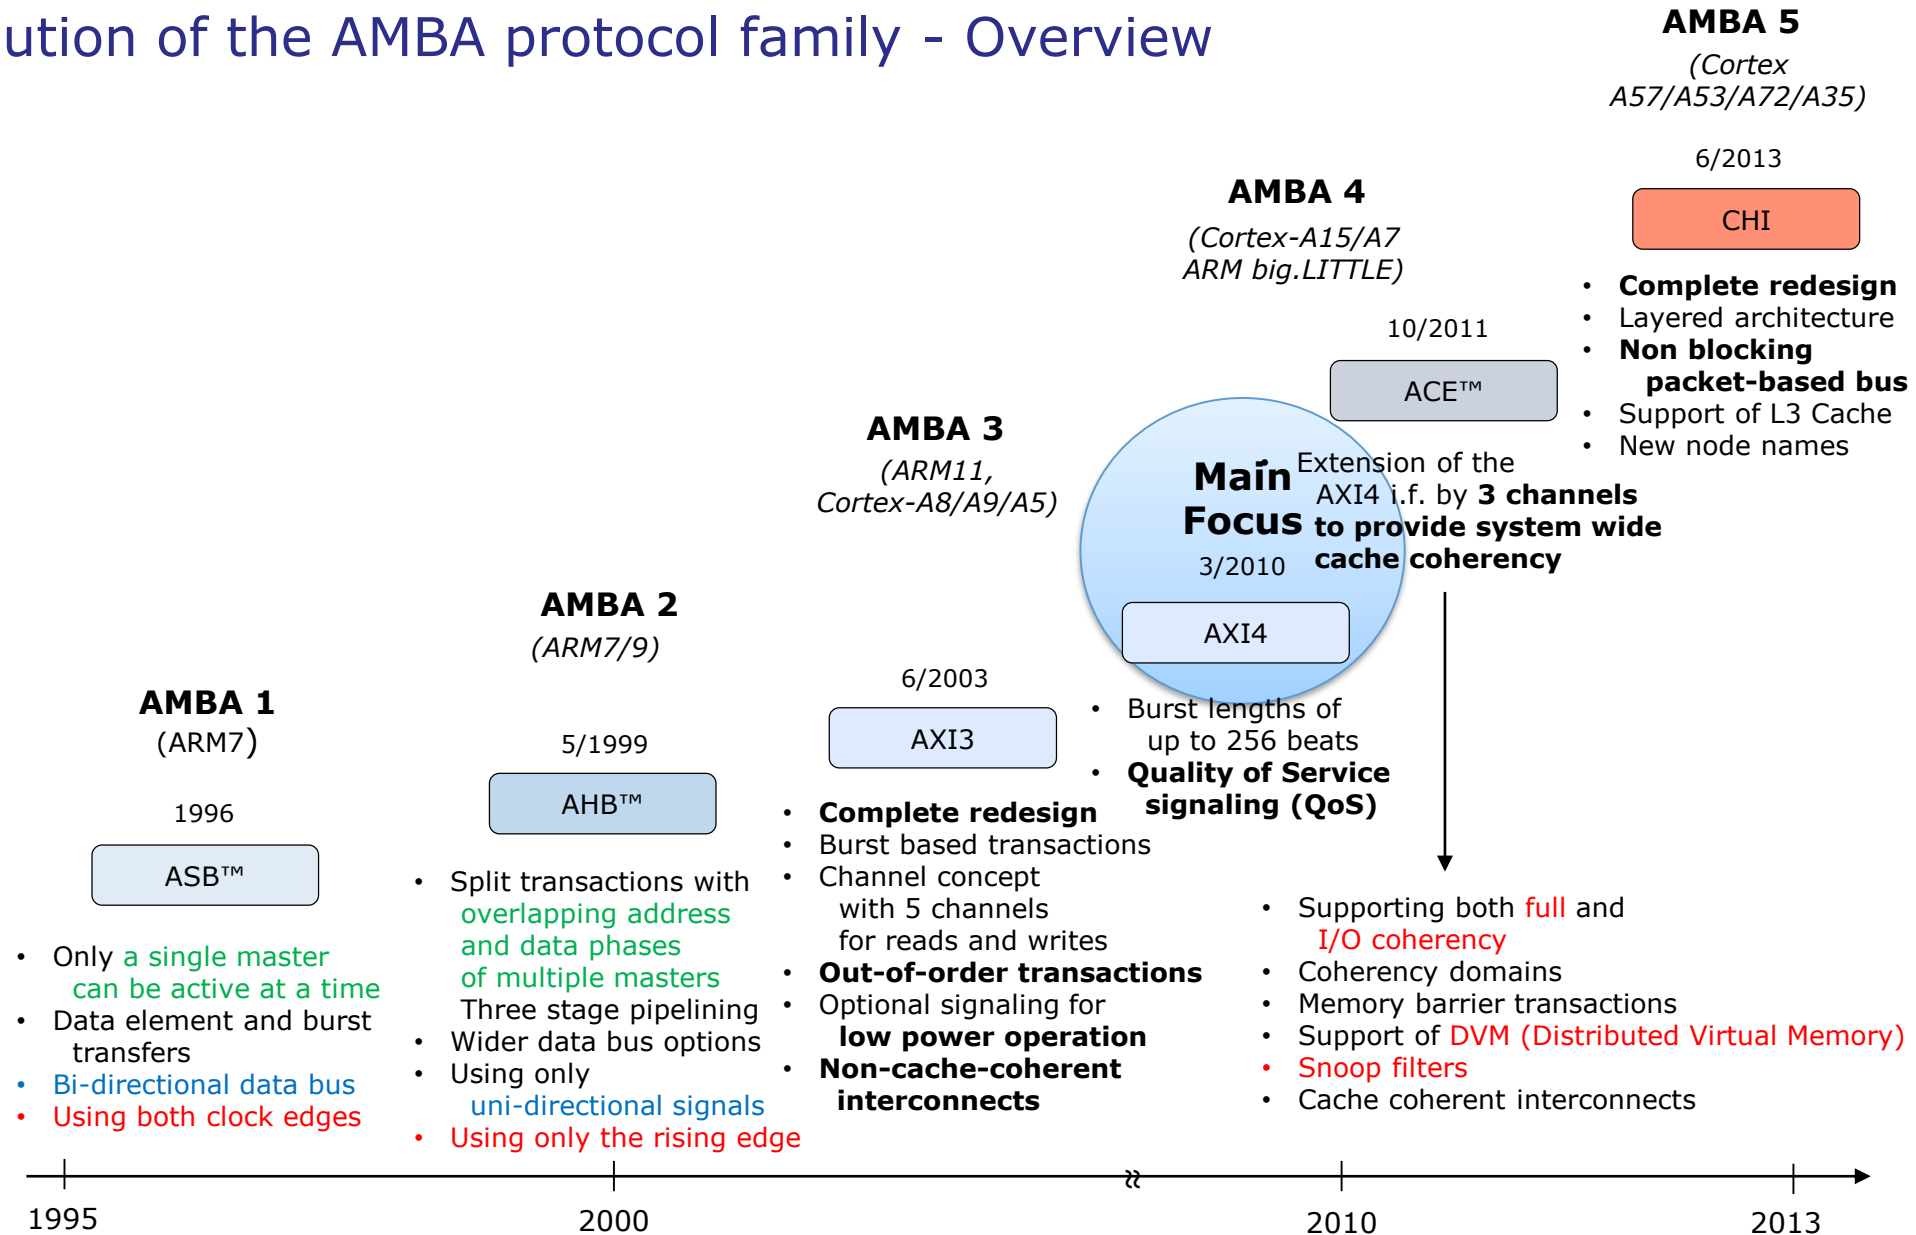 ution of the AMBA protocol family - Overview
AMBA 5
(Cortex
A57/A53/A72/A35)
6/2013
CHI
• Complete redesign
• Layered architecture
• Non blocking
packet-based bus
• Support of L3 Cache
• New node names
AMBA 4
(Cortex-A15/A7
ARM big.LITTLE)
10/2011
ACE™
• Extension of the
AXI4 i.f. by 3 channels
to provide system wide
cache coherency
Main
Focus
3/2010
AXI4
• Burst lengths of
up to 256 beats
• Quality of Service
signaling (QoS)
• Supporting both full and
I/O coherency
• Coherency domains
• Memory barrier transactions
• Support of DVM (Distributed Virtual Memory)
• Snoop filters
• Cache coherent interconnects
AMBA 3
(ARM11,
Cortex-A8/A9/A5)
6/2003
AXI3
• Complete redesign
• Burst based transactions
• Channel concept
with 5 channels
for reads and writes
• Out-of-order transactions
• Optional signaling for
low power operation
• Non-cache-coherent
interconnects
AMBA 2
(ARM7/9)
5/1999
AHB™
• Split transactions with
overlapping address
and data phases
of multiple masters
Three stage pipelining
• Wider data bus options
• Using only
uni-directional signals
• Using only the rising edge
AMBA 1
(ARM7)
1996
ASB™
• Only a single master
can be active at a time
• Data element and burst
transfers
• Bi-directional data bus
• Using both clock edges
≈
1995
2000
2010
2013